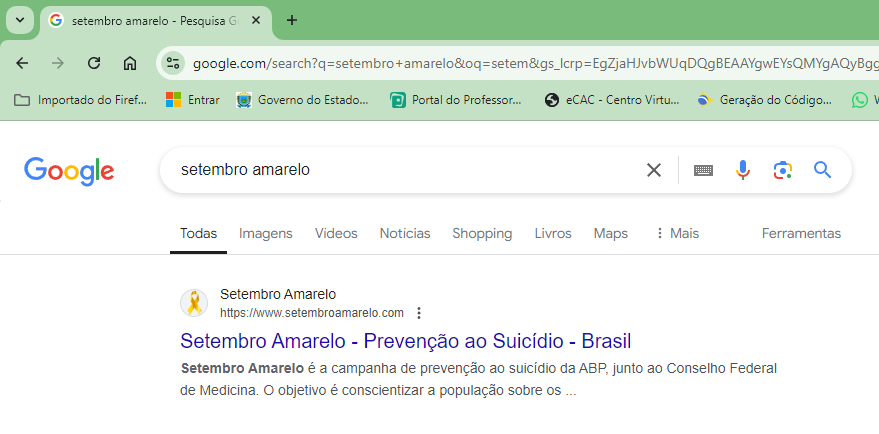 setembro amarelo - Pesquisa G
google.com/search?q=setembro+amarelo&oq=setem&gs_lcrp=EgZjaHJvbWUqDQgBEAAYgwEYsQMYgAQyBgg
Importado do Firef... Entrar Governo do Estado... Portal do Professor... eCAC - Centro Virtu... Geração do Código...
Google setembro amarelo
Todas Imagens Vídeos Notícias Shopping Livros Maps Mais Ferramentas
Setembro Amarelo
https://www.setembroamarelo.com
Setembro Amarelo - Prevenção ao Suicídio - Brasil
Setembro Amarelo é a campanha de prevenção ao suicídio da ABP, junto ao Conselho Federal
de Medicina. O objetivo é conscientizar a população sobre os ...